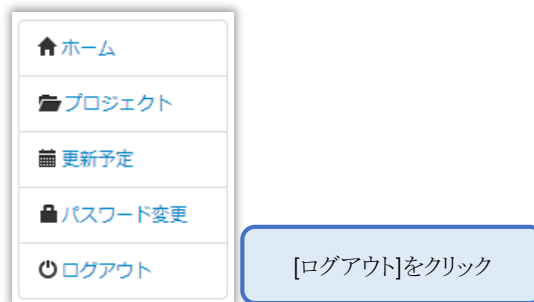 ホーム
プロジェクト
更新予定
パスワード変更
ログアウト
[ログアウト]をクリック